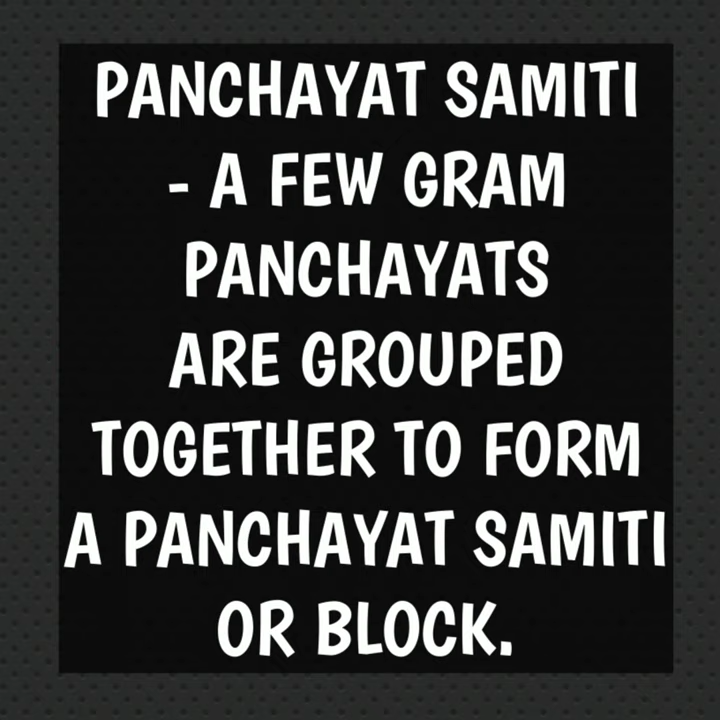 PANCHAYAT SAMITI
- A FEW GRAM
PANCHAYATS
ARE GROUPED
TOGETHER TO FORM
A PANCHAYAT SAMITI
OR BLOCK.